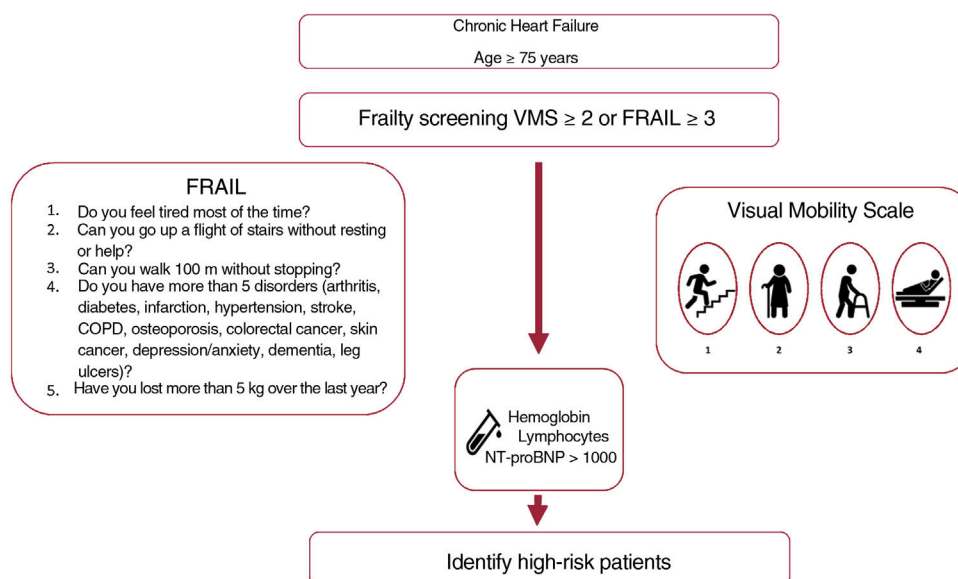 Chronic Heart Failure
Age ≥ 75 years
Frailty screening VMS ≥ 2 or FRAIL ≥ 3
FRAIL
1. Do you feel tired most of the time?
2. Can you go up a flight of stairs without resting
or help?
3. Can you walk 100 m without stopping?
4. Do you have more than 5 disorders (arthritis,
diabetes, infarction, hypertension, stroke,
COPD, osteoporosis, colorectal cancer, skin
cancer, depression/anxiety, dementia, leg
ulcers)?
5. Have you lost more than 5 kg over the last year?
Visual Mobility Scale
1 2 3 4
Hemoglobin
Lymphocytes
NT-proBNP > 1000
Identify high-risk patients